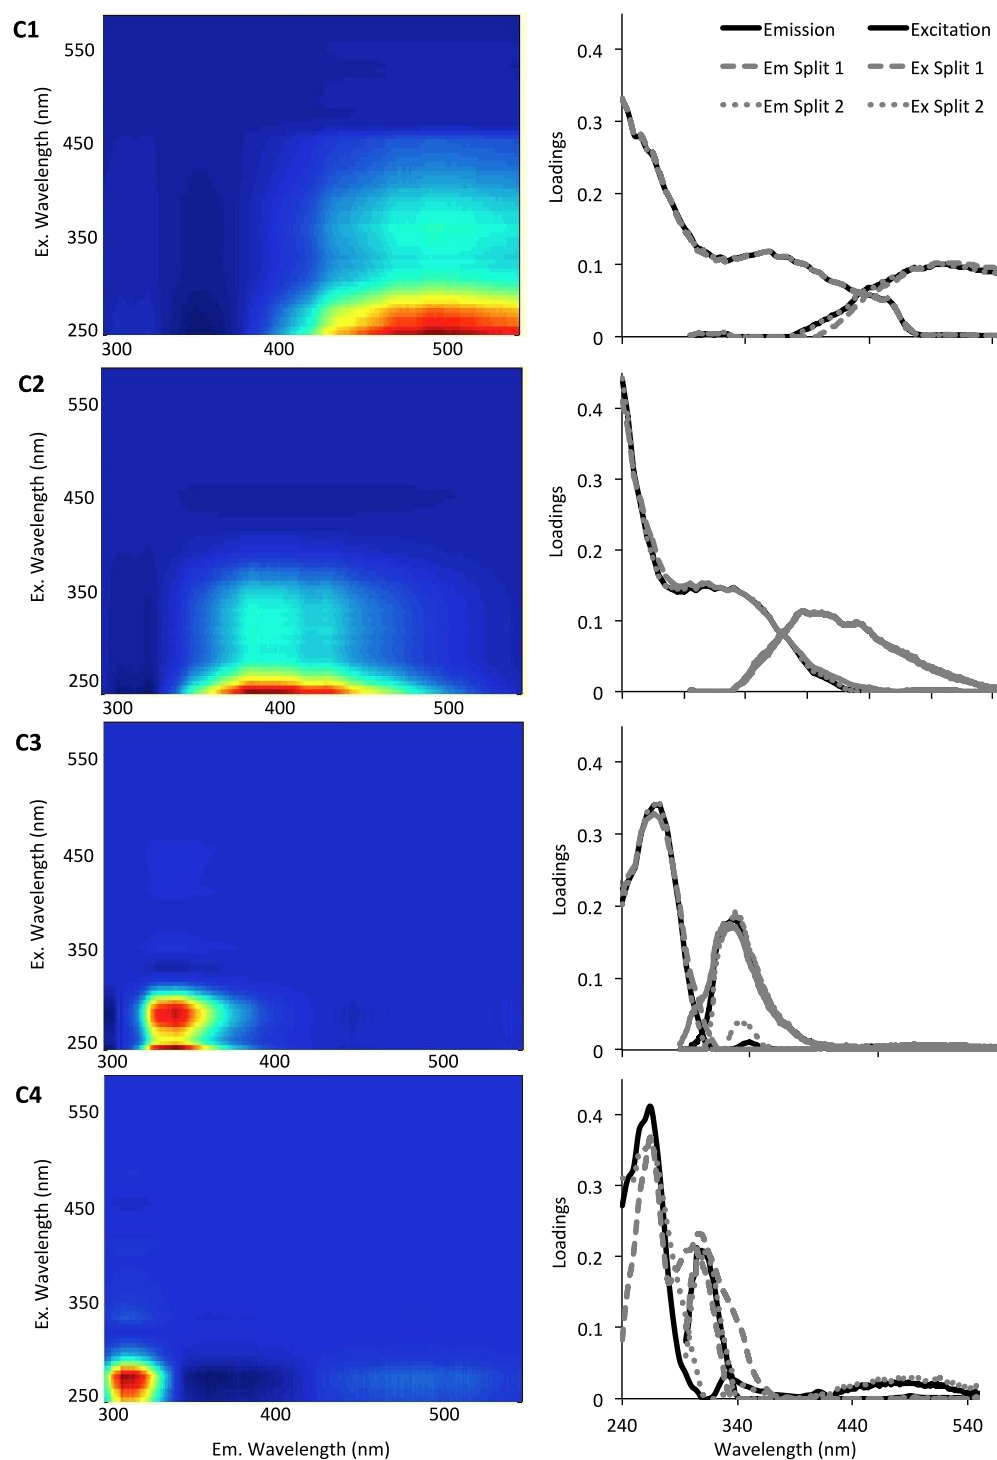 C1
Ex. Wavelength (nm)
550
450
350
250
300 400 500
Loadings
0.4
0.3
0.2
0.1
0
Emission Excitation
Em Split 1 Ex Split 1
Em Split 2 Ex Split 2
C2
Ex. Wavelength (nm)
550
450
350
250
300 400 500
Loadings
0.4
0.3
0.2
0.1
0
C3
Ex. Wavelength (nm)
550
450
350
250
300 400 500
Loadings
0.4
0.3
0.2
0.1
0
C4
Ex. Wavelength (nm)
550
450
350
250
300 400 500
Em. Wavelength (nm)
Loadings
0.4
0.3
0.2
0.1
0
240 340 440 540
Wavelength (nm)